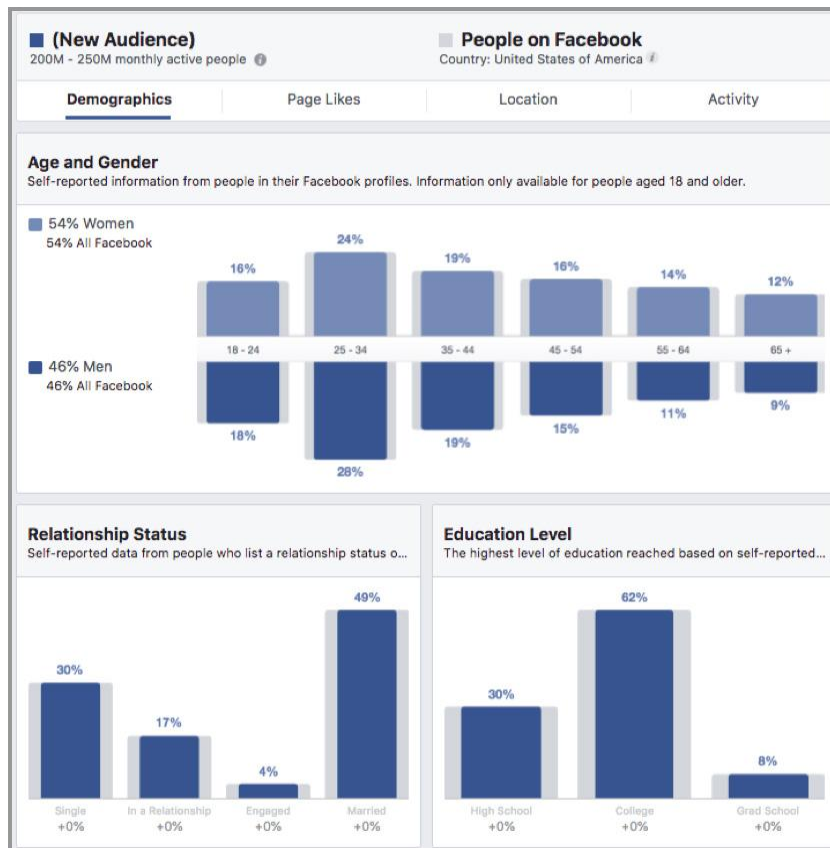 (New Audience)
200M - 250M monthly active people
People on Facebook
Country: United States of America
Demographics
Page Likes
Location
Activity
Age and Gender
Self-reported information from people in their Facebook profiles. Information only available for people aged 18 and older.
54% Women
54% All Facebook
16%
24%
19%
16%
14%
12%
18 - 24
25 - 34
35 - 44
45 - 54
55 - 64
65 +
46% Men
46% All Facebook
18%
28%
19%
15%
11%
9%
Relationship Status
Self-reported data from people who list a relationship status o...
30%
17%
4%
49%
Single
In a Relationship
Engaged
Married
+0%
+0%
+0%
+0%
Education Level
The highest level of education reached based on self-reported...
30%
62%
8%
High School
College
Grad School
+0%
+0%
+0%